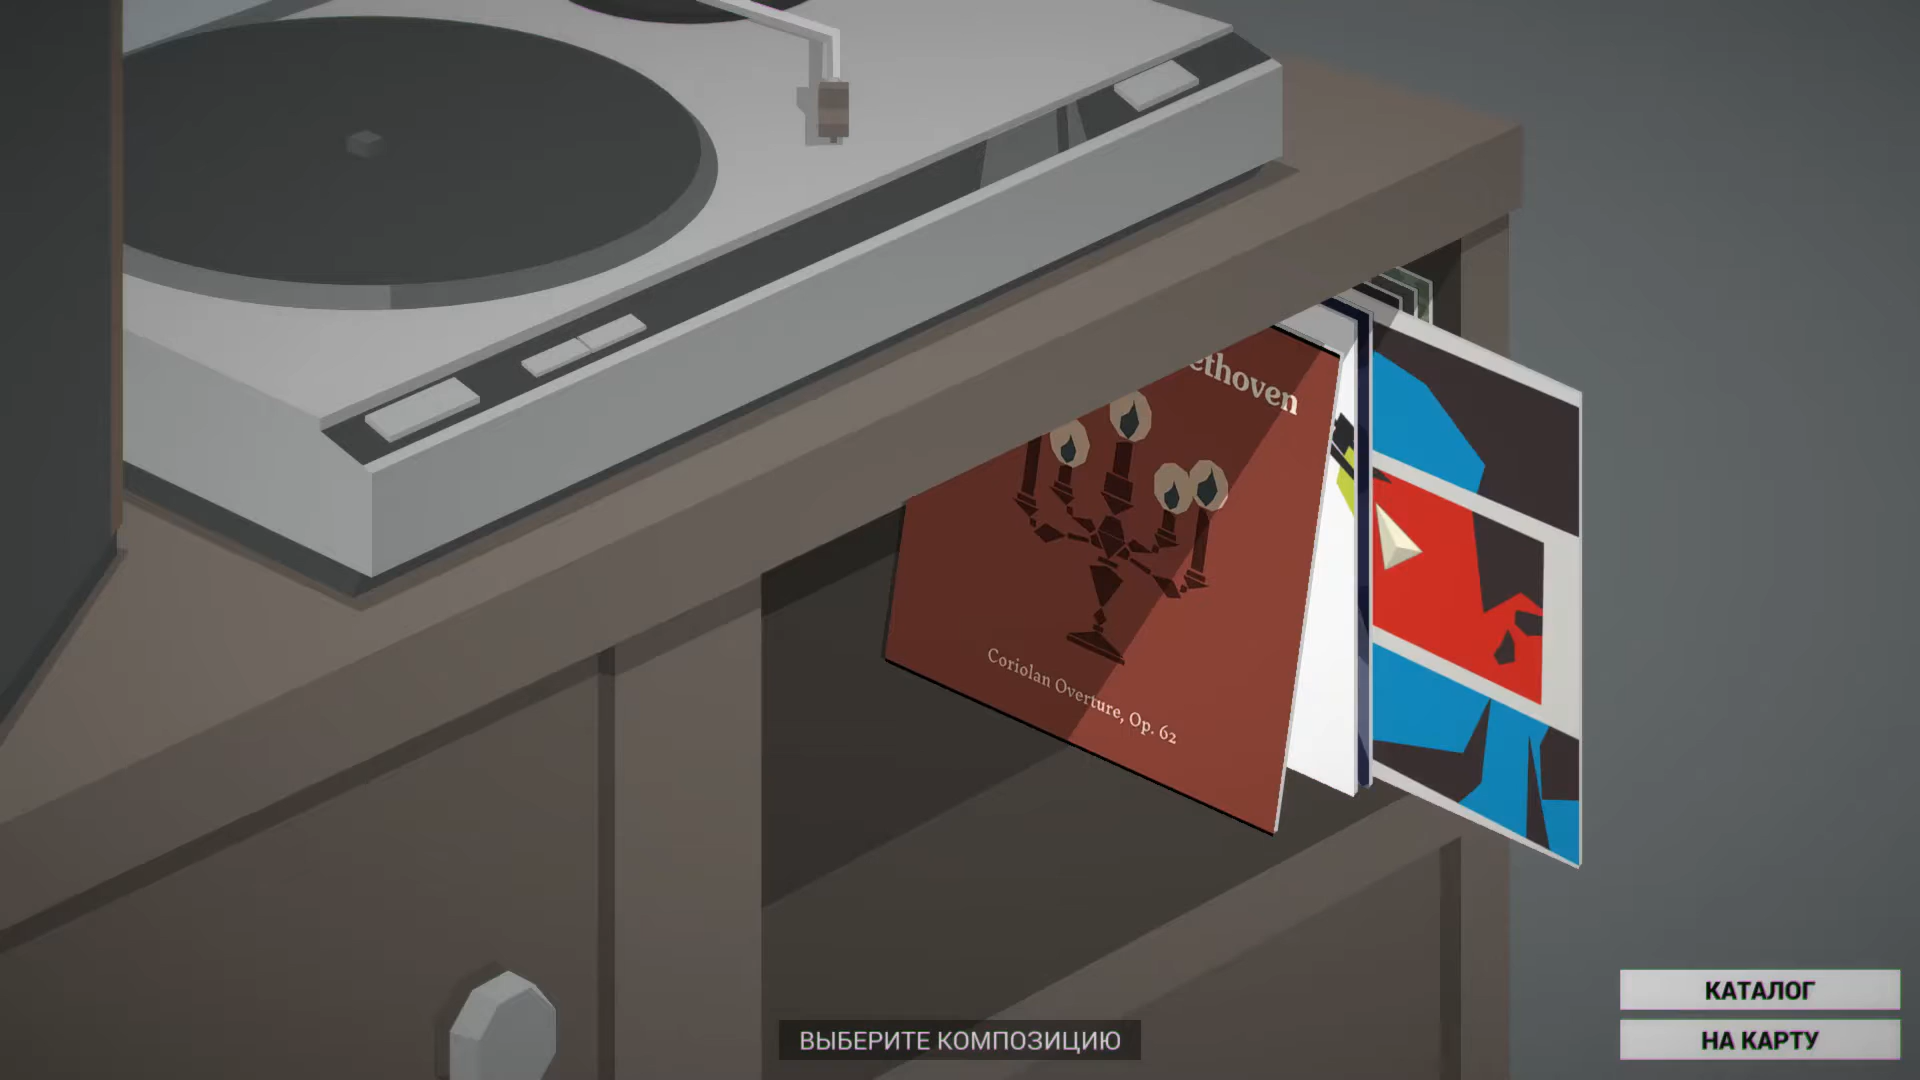 ethoven
Coriolan Overture, Op. 62
КАТАЛОГ
ВЫБЕРИТЕ КОМПОЗИЦИЮ
НА КАРТУ